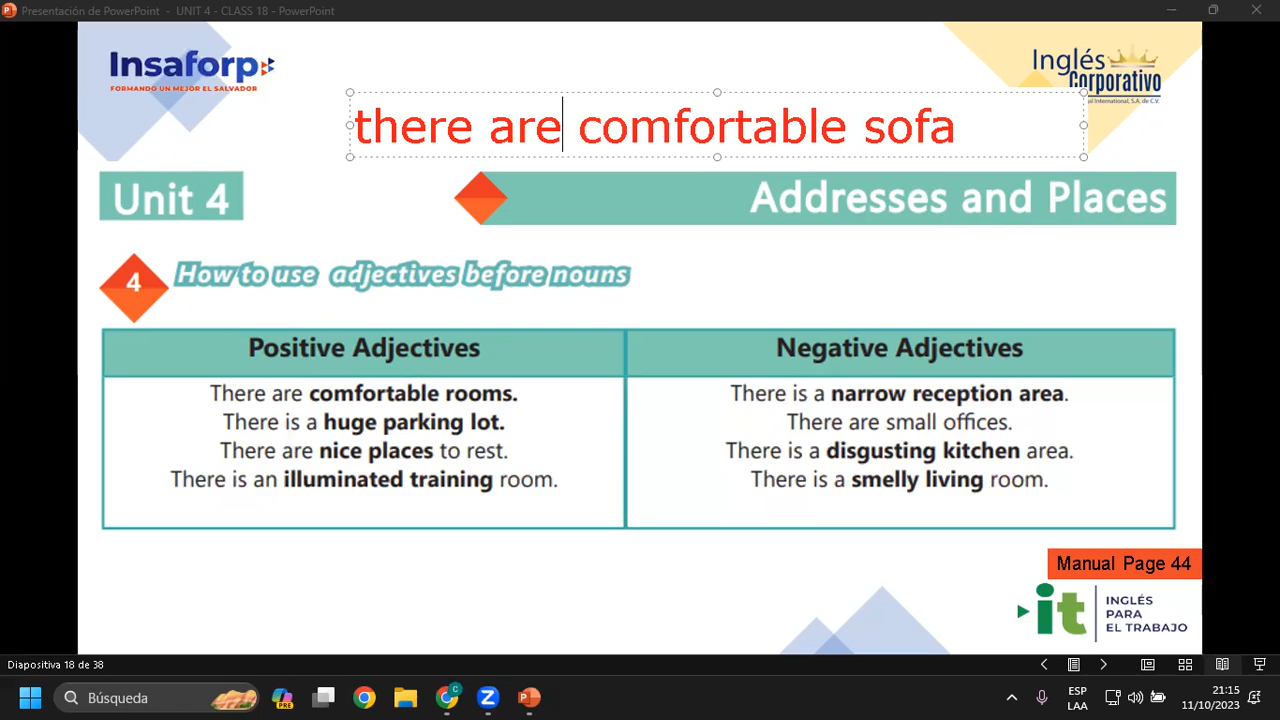 Presentación de PowerPoint - UNIT 4 - CLASS 18 - PowerPoint
Insaforp
FORMANDO UN MEJOR EL SALVADOR
Inglés
Corporativo
al International, S.A. de C.V.
there are comfortable sofa
Unit 4
Addresses and Places
4
How to use adjectives before nouns
Positive Adjectives
There are comfortable rooms.
There is a huge parking lot.
There are nice places to rest.
There is an illuminated training room.
Negative Adjectives
There is a narrow reception area.
There are small offices.
There is a disgusting kitchen area.
There is a smelly living room.
Manual Page 44
it
INGLÉS
PARA
EL TRABAJO
Diapositiva 18 de 38
Búsqueda
PRE
C
Z
ESP
LAA
21:15
11/10/2023